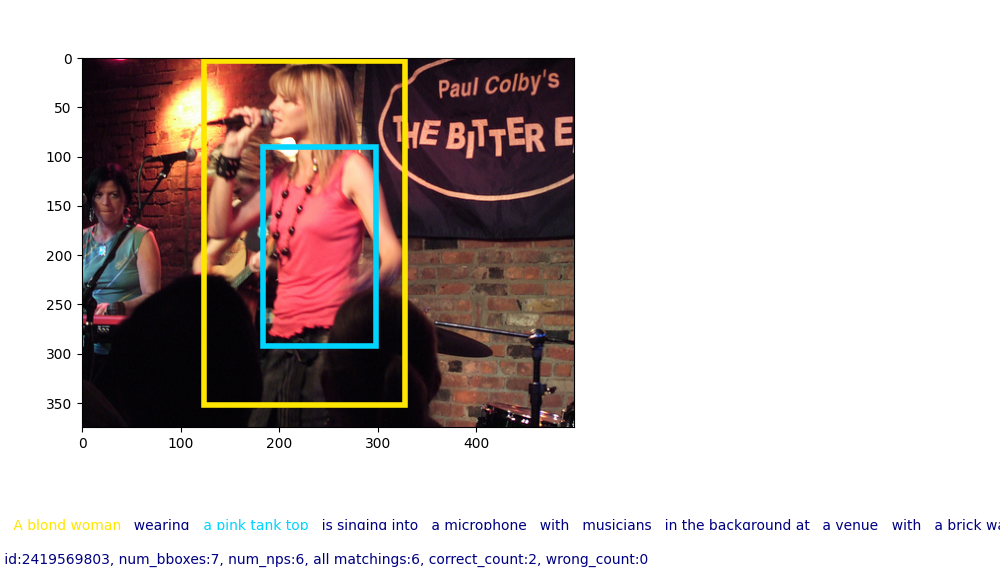 0
50
100
150
200
250
300
350
0 100 200 300 400
Paul Colby's
THE BITTER E
A blond woman wearing a pink tank top is singing into a microphone with musicians in the background at a venue with a brick wa
id:2419569803, num_bboxes:7, num_nps:6, all matchings:6, correct_count:2, wrong_count:0